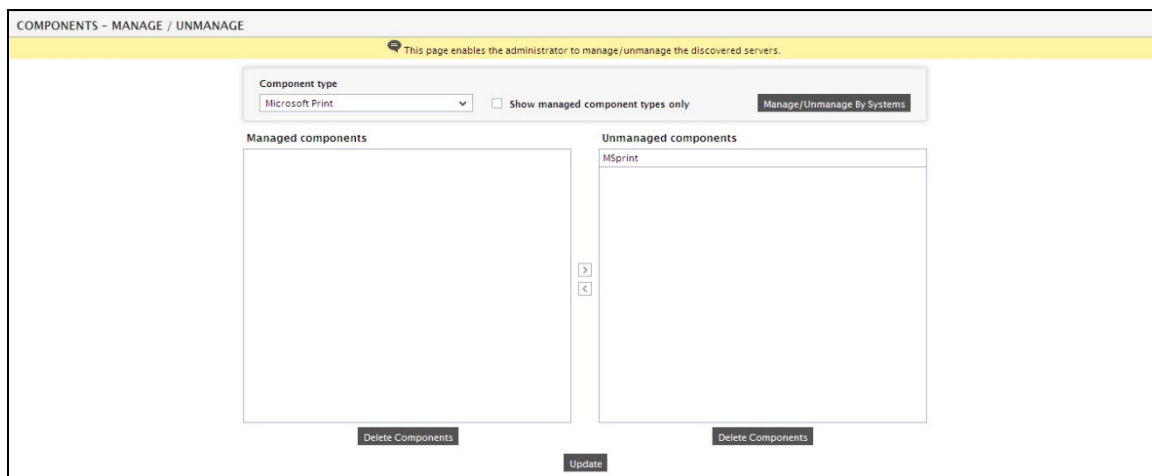 COMPONENTS - MANAGE / UNMANAGE
This page enables the administrator to manage/unmanage the discovered servers.
Component type
Microsoft Print
Show managed component types only
Manage/Unmanage By Systems
Managed components
Unmanaged components
MSprint
>
<
Delete Components
Delete Components
Update